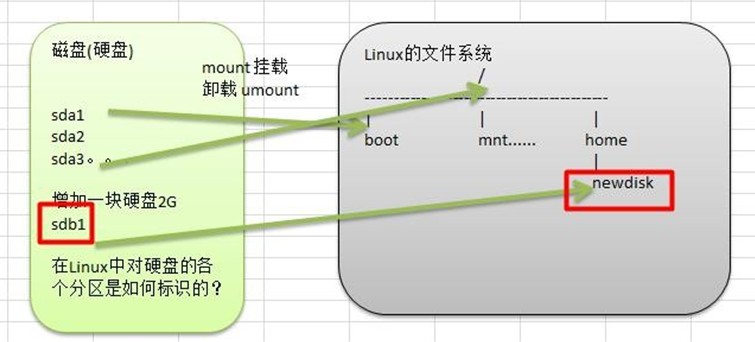 磁盘(硬盘)
mount 挂载
卸载 umount
sda1
sda2
sda3。。
增加一块硬盘2G
sdb1
在Linux中对硬盘的各
个分区是如何标识的？
Linux的文件系统
/
---------------------------------------------
| | |
boot mnt...... home
|
newdisk